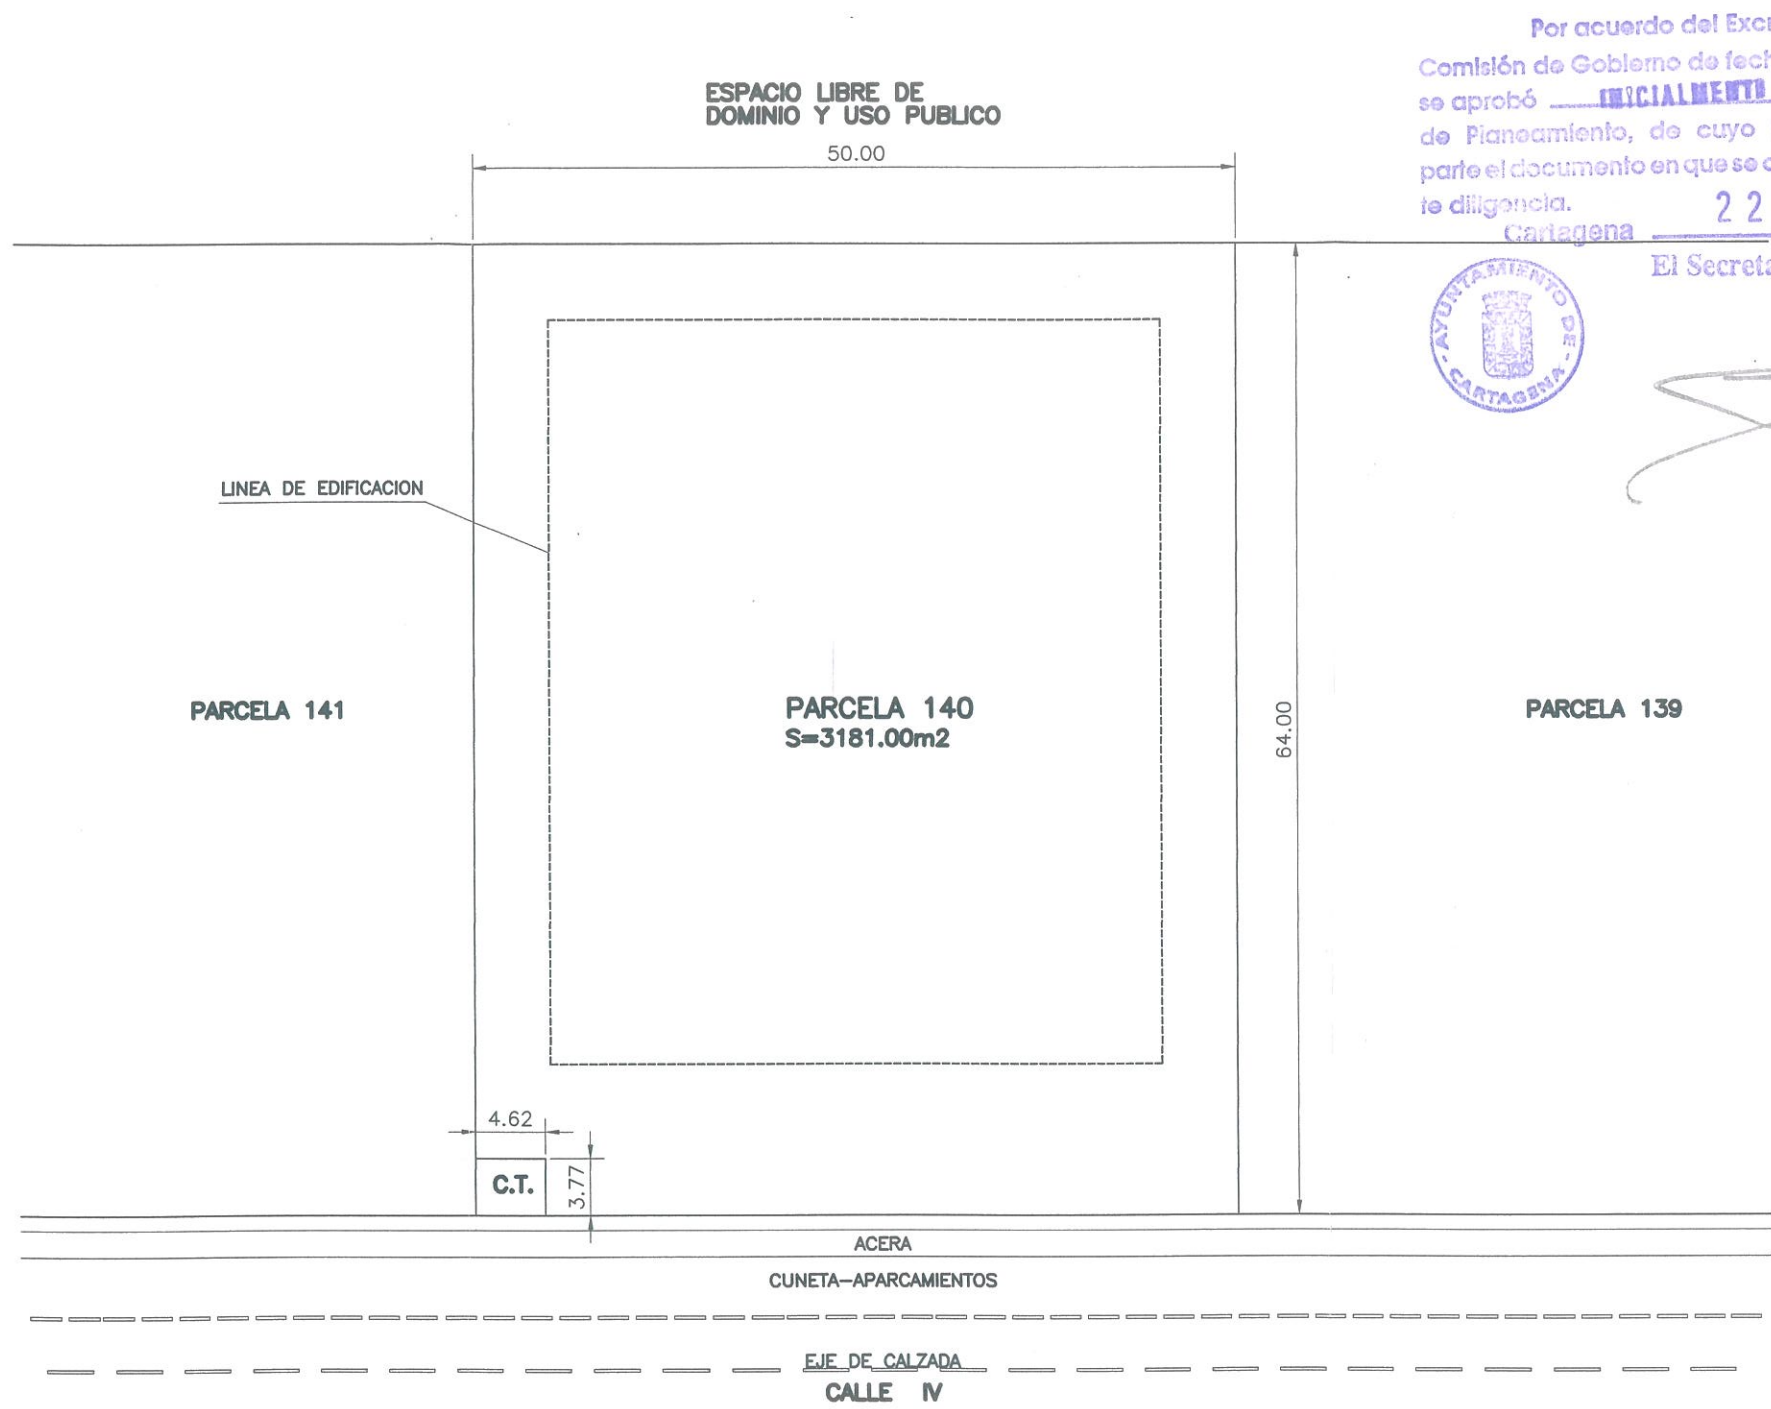 Por acuerdo del Exc
Comisión de Gobierno de fech
se aprobó INICIALMENTE
de Planeamiento, de cuyo
parte el documento en que se
te diligencia.
22
Cartagena
El Secreta
AYUNTAMIENTO DE
CARTAGENA
ESPACIO LIBRE DE
DOMINIO Y USO PUBLICO
50.00
LINEA DE EDIFICACION
PARCELA 141
PARCELA 140
S=3181.00m2
64.00
PARCELA 139
4.62
C.T.
3.77
ACERA
CUNETA-APARCAMIENTOS
EJE DE CALZADA
CALLE IV